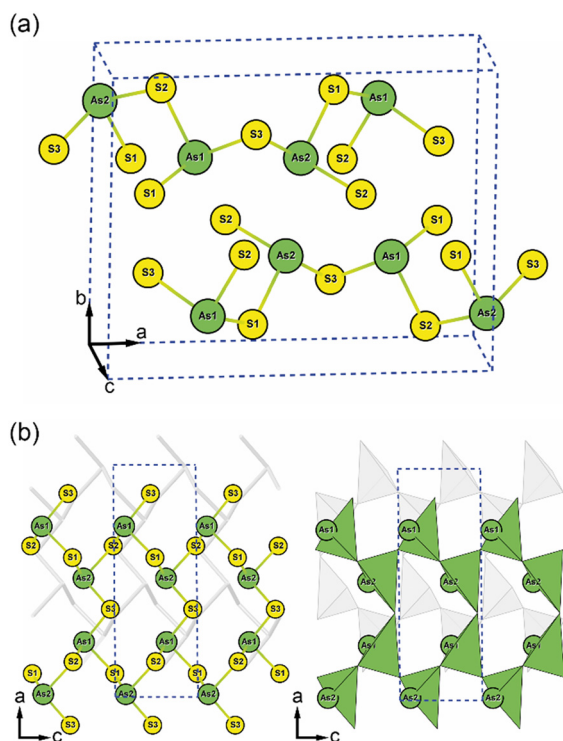 (a)
As2 S2 S1 As1
S3 S3
S3 S1 As1 As2 S2
S1 S2
S2 S1
S2 As2 As1 S1 S3
S3 S3
As1 S1 S2 As2
b
a
c
(b)
S3 S3 S3
As1 As1 As1
S2 S1 S2 S1 S2 S1 S2
As2 As2 As2
S3 S3 S3
As1 As1 As1
S1 S2 S1 S2 S1 S2 S1
As2 As2 As2
S3 S3 S3
a
c
As1 As1 As1
As2 As2
As1 As1
As2 As2 As2
a
c